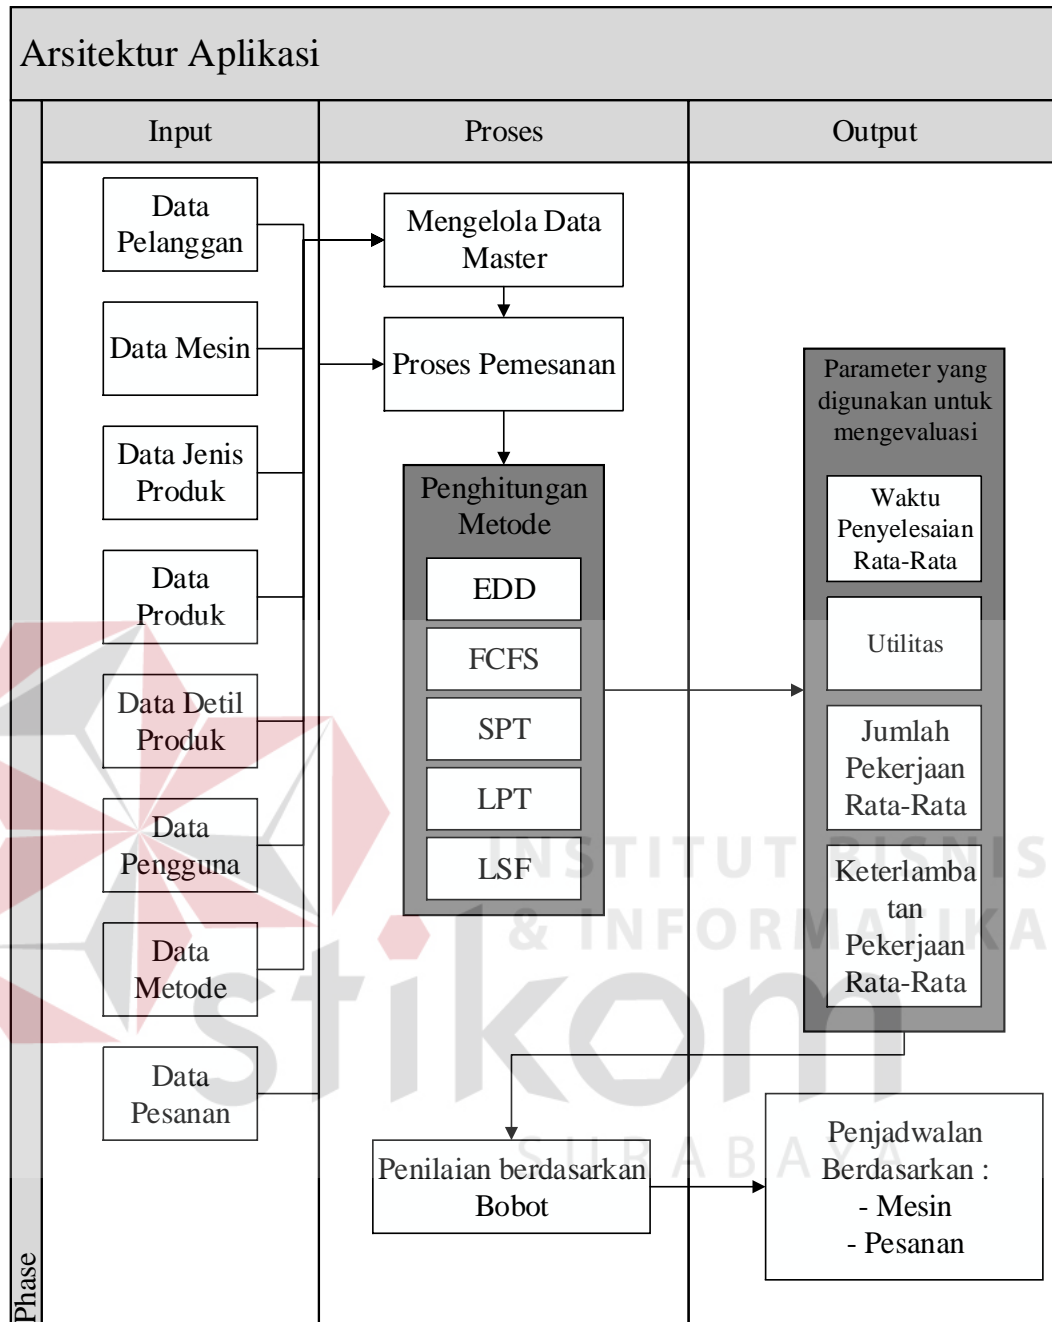 Arsitektur Aplikasi
Input
Proses
Output
Data
Pelanggan
Data Mesin
Data Jenis
Produk
Data
Produk
Data Detil
Produk
Data
Pengguna
Data
Metode
Data
Pesanan
Mengelola Data
Master
Proses Pemesanan
Penghitungan
Metode
EDD
FCFS
SPT
LPT
LSF
Penilaian berdasarkan
Bobot
Parameter yang
digunakan untuk
mengevaluasi
Waktu
Penyelesaian
Rata-Rata
Utilitas
Jumlah
Pekerjaan
Rata-Rata
Keterlamba
tan
Pekerjaan
Rata-Rata
Penjadwalan
Berdasarkan :
- Mesin
- Pesanan
Phase
INSTITUT BISNIS
& INFORMATIKA
stikom
SURABAYA